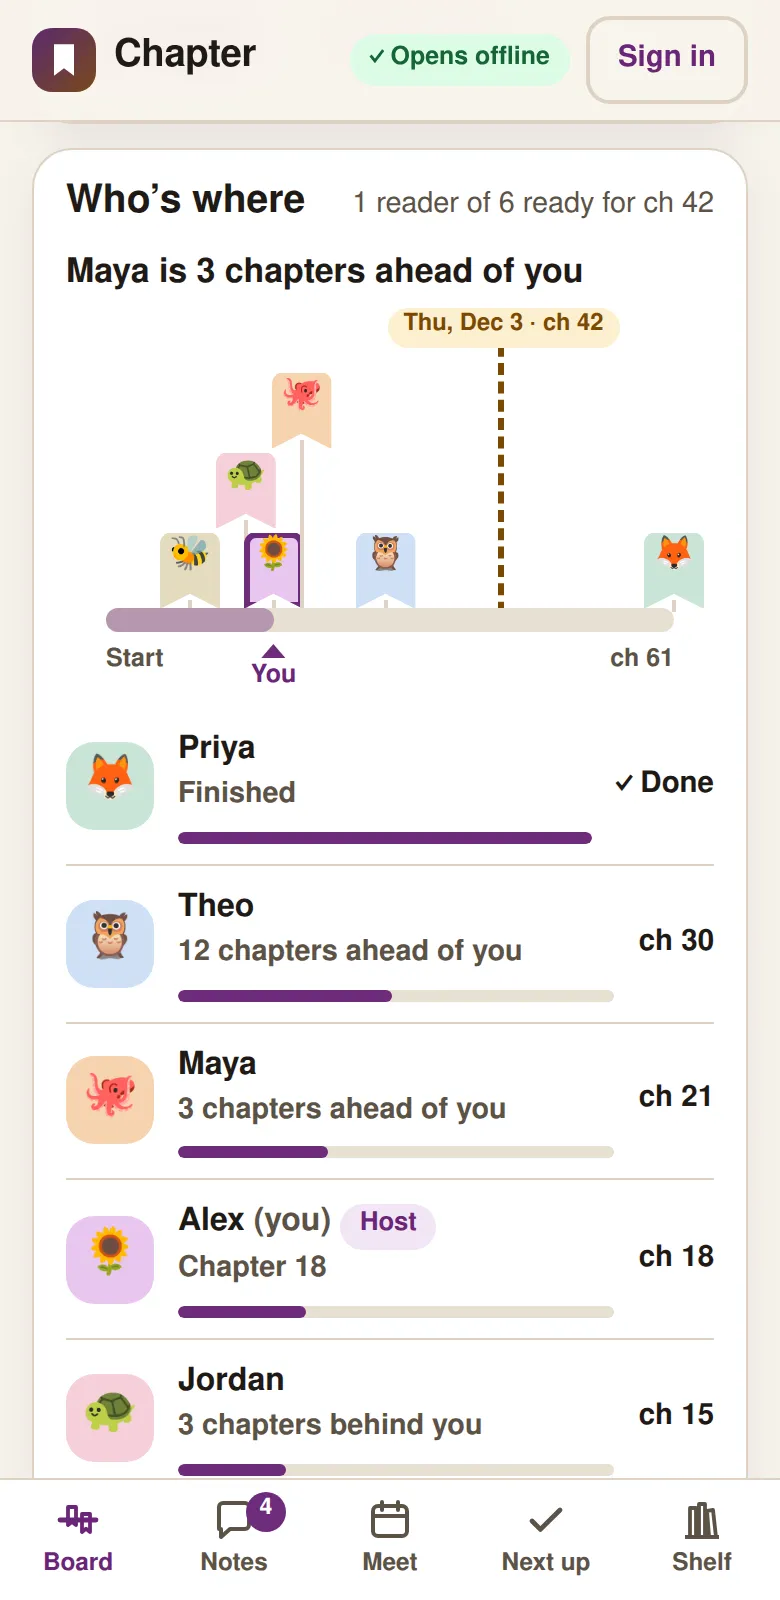 Chapter
✓ Opens offline
Sign in
Who’s where
1 reader of 6 ready for ch 42
Maya is 3 chapters ahead of you
Thu, Dec 3 · ch 42
Start
You
ch 61
Priya
Finished
✓ Done
Theo
12 chapters ahead of you
ch 30
Maya
3 chapters ahead of you
ch 21
Alex (you) Host
Chapter 18
ch 18
Jordan
3 chapters behind you
ch 15
4
Board
Notes
Meet
Next up
Shelf